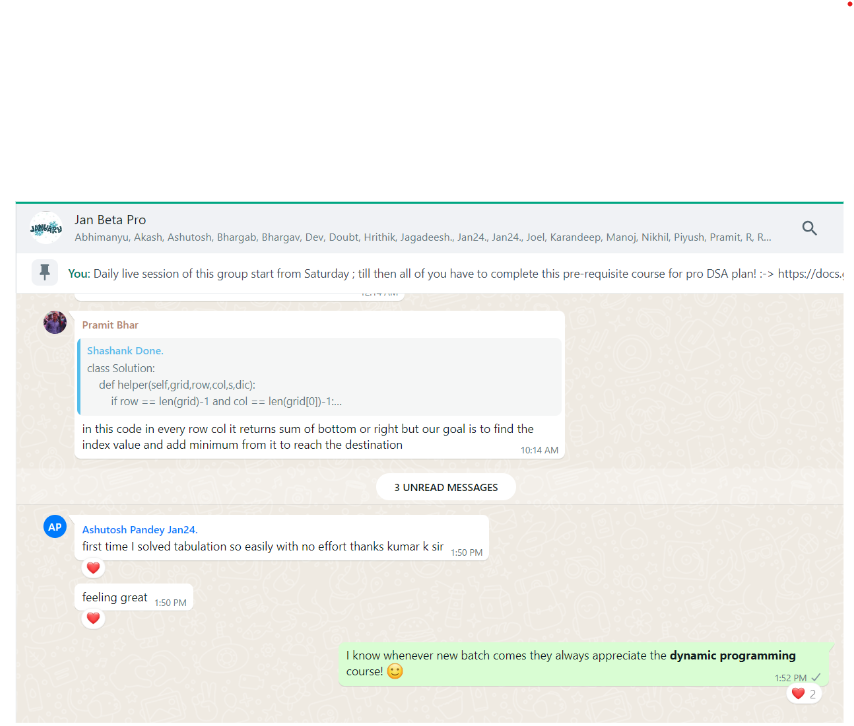 JANUARY
Jan Beta Pro
Abhimanyu, Akash, Ashutosh, Bhargab, Bhargav, Dev, Doubt, Hrithik, Jagadeesh., Jan24., Jan24., Joel, Karandeep, Manoj, Nikhil, Piyush, Pramit, R, R...
You: Daily live session of this group start from Saturday ; till then all of you have to complete this pre-requisite course for pro DSA plan! :-> https://docs.g
12:14 AM
Pramit Bhar
Shashank Done.
class Solution:
def helper(self,grid,row,col,s,dic):
if row == len(grid)-1 and col == len(grid[0])-1:...
in this code in every row col it returns sum of bottom or right but our goal is to find the
index value and add minimum from it to reach the destination
10:14 AM
3 UNREAD MESSAGES
AP
Ashutosh Pandey Jan24.
first time I solved tabulation so easily with no effort thanks kumar k sir 1:50 PM
feeling great 1:50 PM
I know whenever new batch comes they always appreciate the dynamic programming
course! 🙂
1:52 PM
2